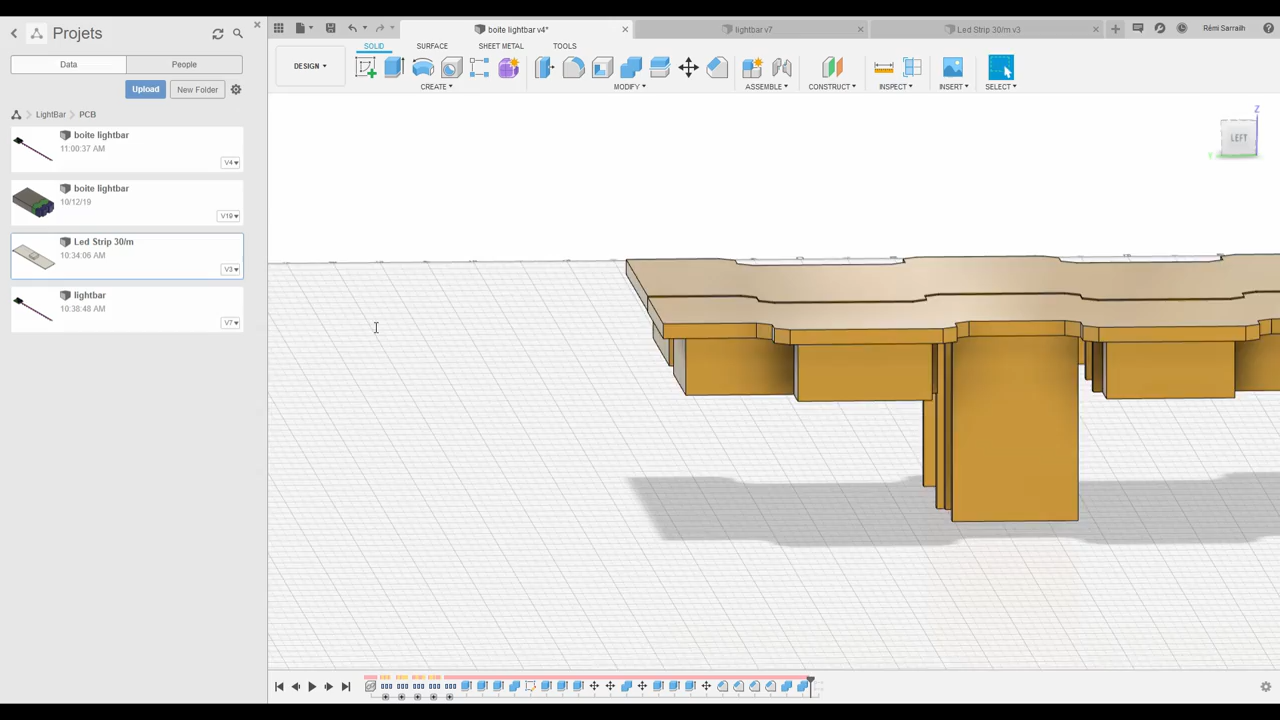 Projets
Data
People
Upload
New Folder
LightBar
PCB
boite lightbar
11:00:37 AM
V4
boite lightbar
10/12/19
V19
Led Strip 30/m
10:34:06 AM
V3
lightbar
10:38:48 AM
V7
boite lightbar v4*
lightbar v7
Led Strip 30/m v3
Rémi Sarrailh
DESIGN
SOLID
SURFACE
SHEET METAL
TOOLS
CREATE
MODIFY
ASSEMBLE
CONSTRUCT
INSPECT
INSERT
SELECT
Z
LEFT
Y